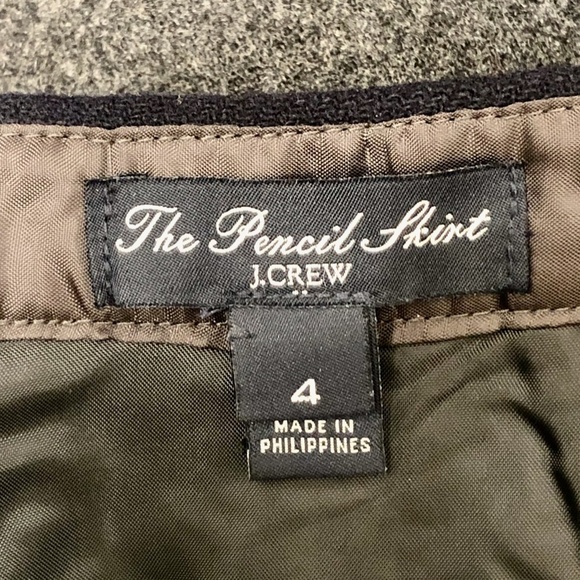 The Pencil Skirt
J.CREW
4
MADE IN
PHILIPPINES